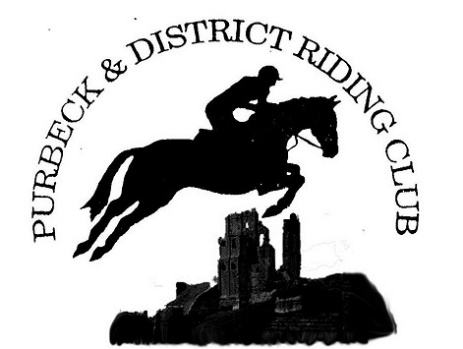 PURBECK & DISTRICT RIDING CLUB